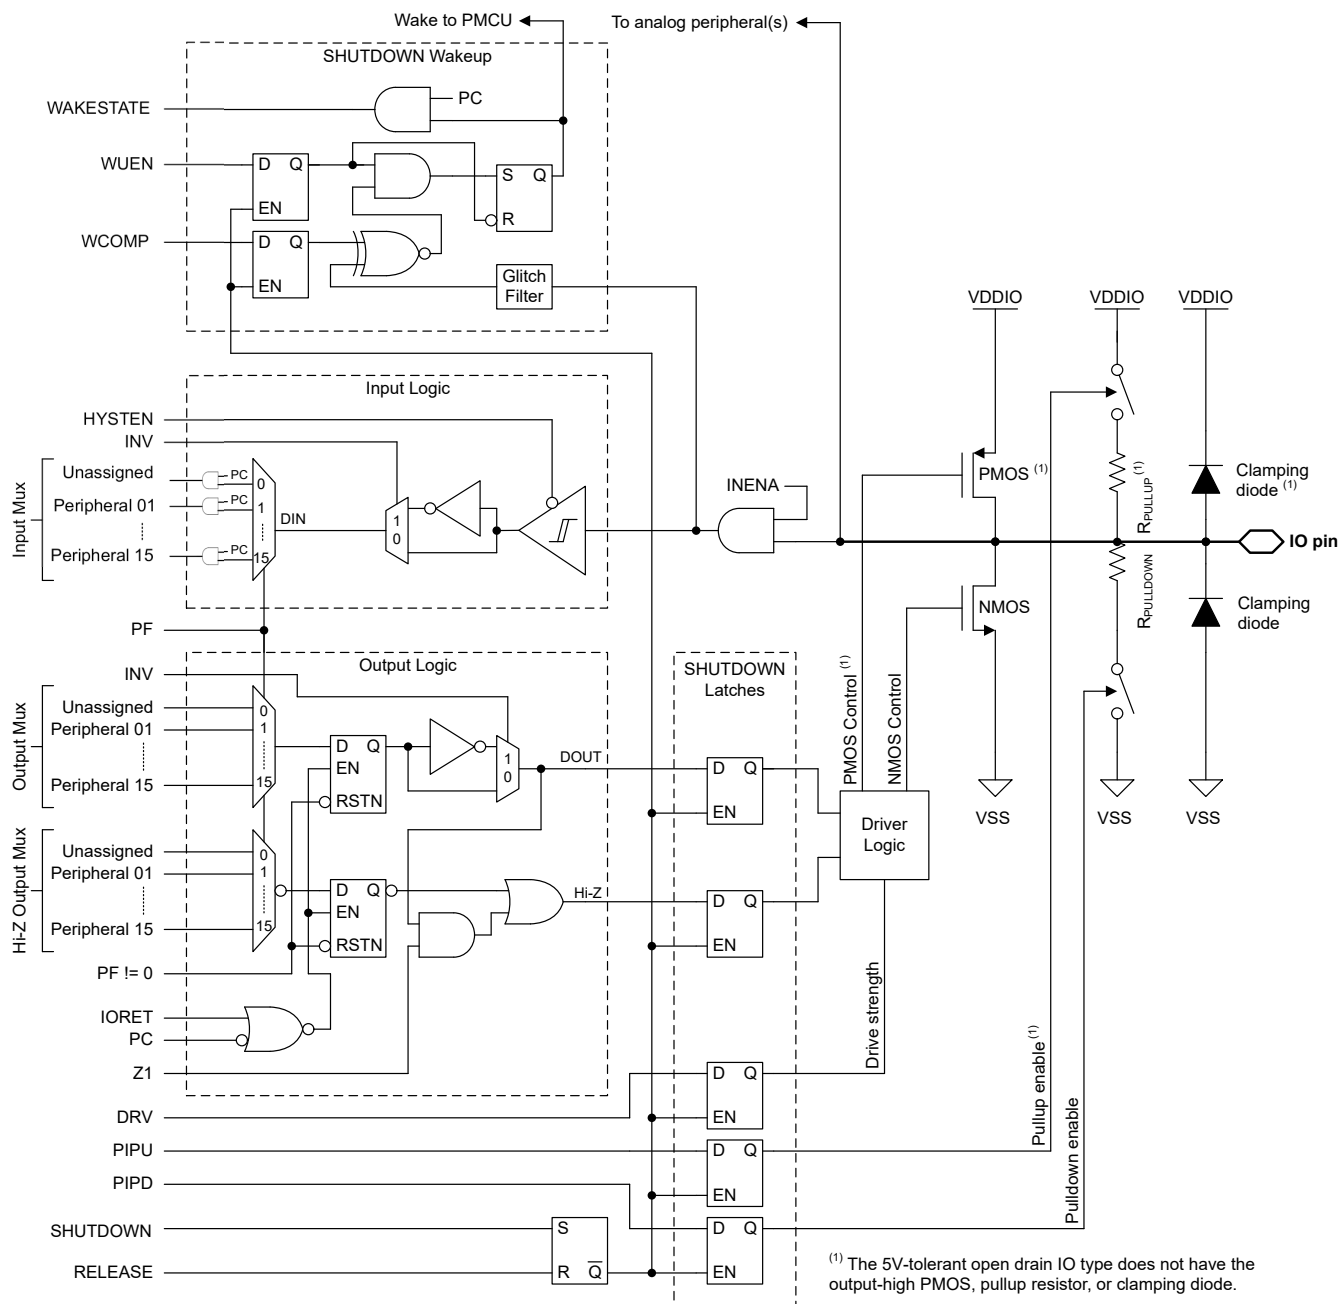 Wake to PMCU
To analog peripheral(s)
SHUTDOWN Wakeup
WAKESTATE
PC
WUEN
D Q
EN
S Q
R
WCOMP
D Q
EN
Glitch
Filter
VDDIO
VDDIO
VDDIO
Input Logic
HYSTEN
INV
Input Mux
Unassigned
PC
0
Peripheral 01
PC
1
Peripheral 15
PC
15
DIN
1
0
INENA
PMOS (1)
RPULLUP (1)
Clamping
diode (1)
IO pin
RPULLDOWN
NMOS
Clamping
diode
PF
Output Logic
INV
SHUTDOWN
Latches
PMOS Control (1)
NMOS Control
Output Mux
Unassigned
0
Peripheral 01
1
Peripheral 15
15
D Q
EN
RSTN
1
0
DOUT
D Q
EN
Driver
Logic
VSS
VSS
VSS
Hi-Z Output Mux
Unassigned
0
Peripheral 01
1
Peripheral 15
15
D Q
EN
RSTN
Hi-Z
D Q
EN
PF != 0
IORET
PC
Z1
Drive strength
D Q
EN
DRV
Pullup enable (1)
Pulldown enable
PIPU
D Q
EN
PIPD
SHUTDOWN
S
R Q
RELEASE
D Q
EN
(1) The 5V-tolerant open drain IO type does not have the
output-high PMOS, pullup resistor, or clamping diode.